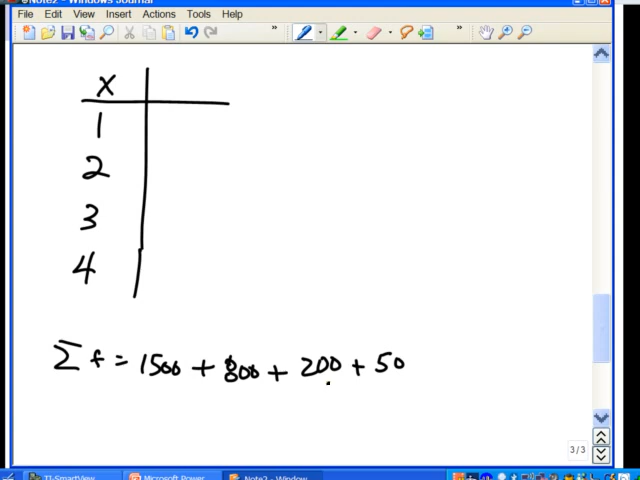 Note2 - Windows Journal
File Edit View Insert Actions Tools Help
x
1
2
3
4
Σ f = 1500 + 800 + 200 + 50
3/3
TI-SmartView Microsoft Power Note2 - Window